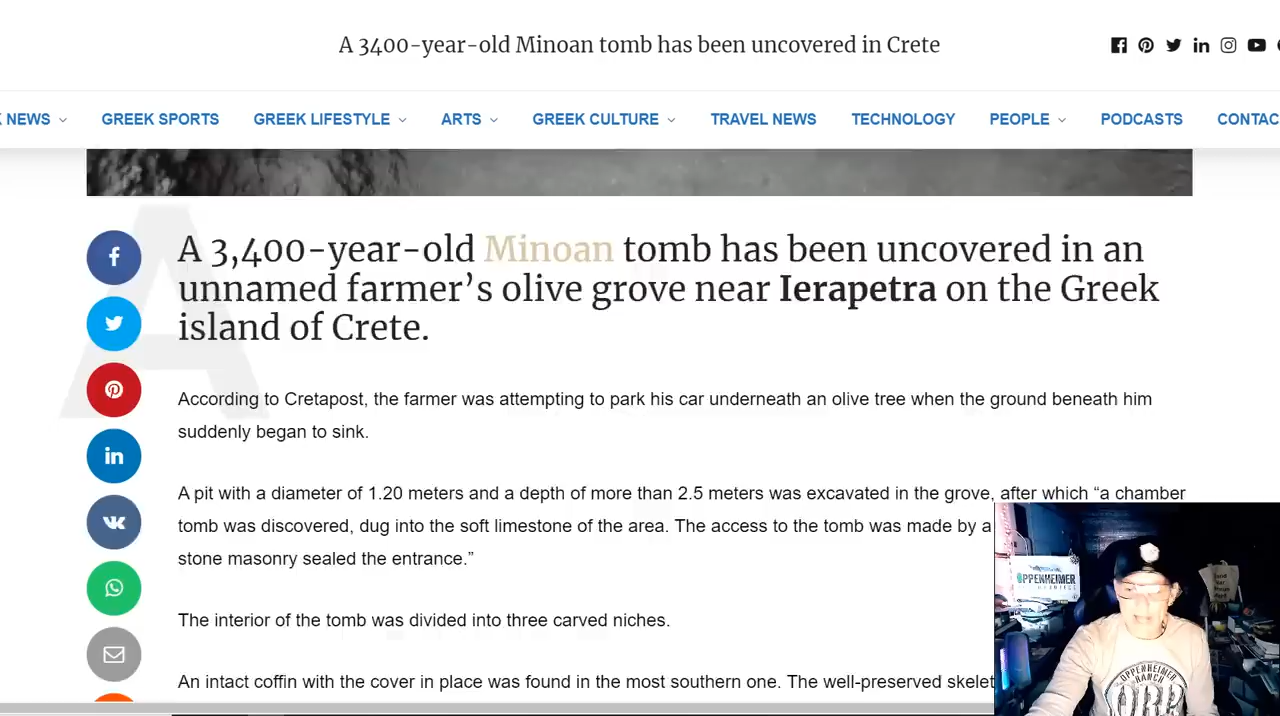 A 3400-year-old Minoan tomb has been uncovered in Crete
NEWS GREEK SPORTS GREEK LIFESTYLE ARTS GREEK CULTURE TRAVEL NEWS TECHNOLOGY PEOPLE PODCASTS CONTAC
A 3,400-year-old Minoan tomb has been uncovered in an
unnamed farmer’s olive grove near Ierapetra on the Greek
island of Crete.
According to Cretapost, the farmer was attempting to park his car underneath an olive tree when the ground beneath him
suddenly began to sink.
A pit with a diameter of 1.20 meters and a depth of more than 2.5 meters was excavated in the grove, after which “a chamber
tomb was discovered, dug into the soft limestone of the area. The access to the tomb was made by a
stone masonry sealed the entrance.”
The interior of the tomb was divided into three carved niches.
An intact coffin with the cover in place was found in the most southern one. The well-preserved skelet
OPPENHEIMER
OPPENHEIMER
RANCH